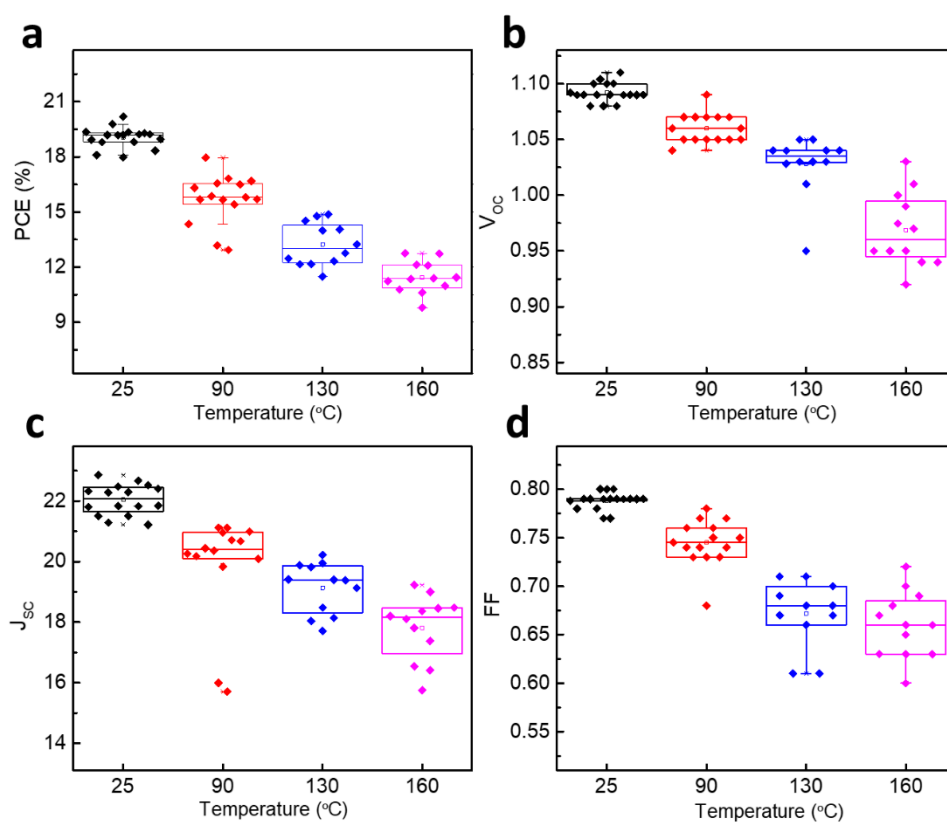 a
PCE (%)
21
18
15
12
9
25 90 130 160
Temperature (°C)
b
V_OC
1.10
1.05
1.00
0.95
0.90
0.85
25 90 130 160
Temperature (°C)
c
J_SC
22
20
18
16
14
25 90 130 160
Temperature (°C)
d
FF
0.80
0.75
0.70
0.65
0.60
0.55
25 90 130 160
Temperature (°C)